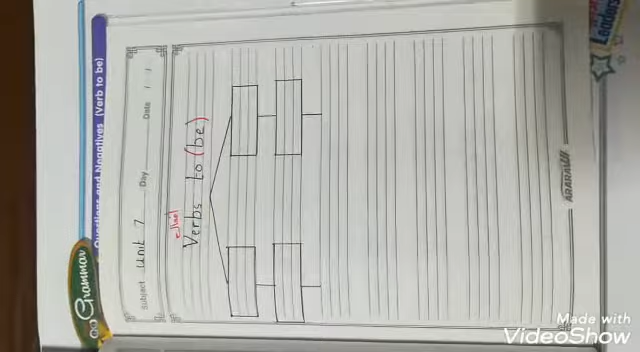 Grammar
Questions and Negatives (Verb to be)
Subject Unit 7 Day Date / /
Verbs to (be)
ARARAW
Leaders
Made with
VideoShow